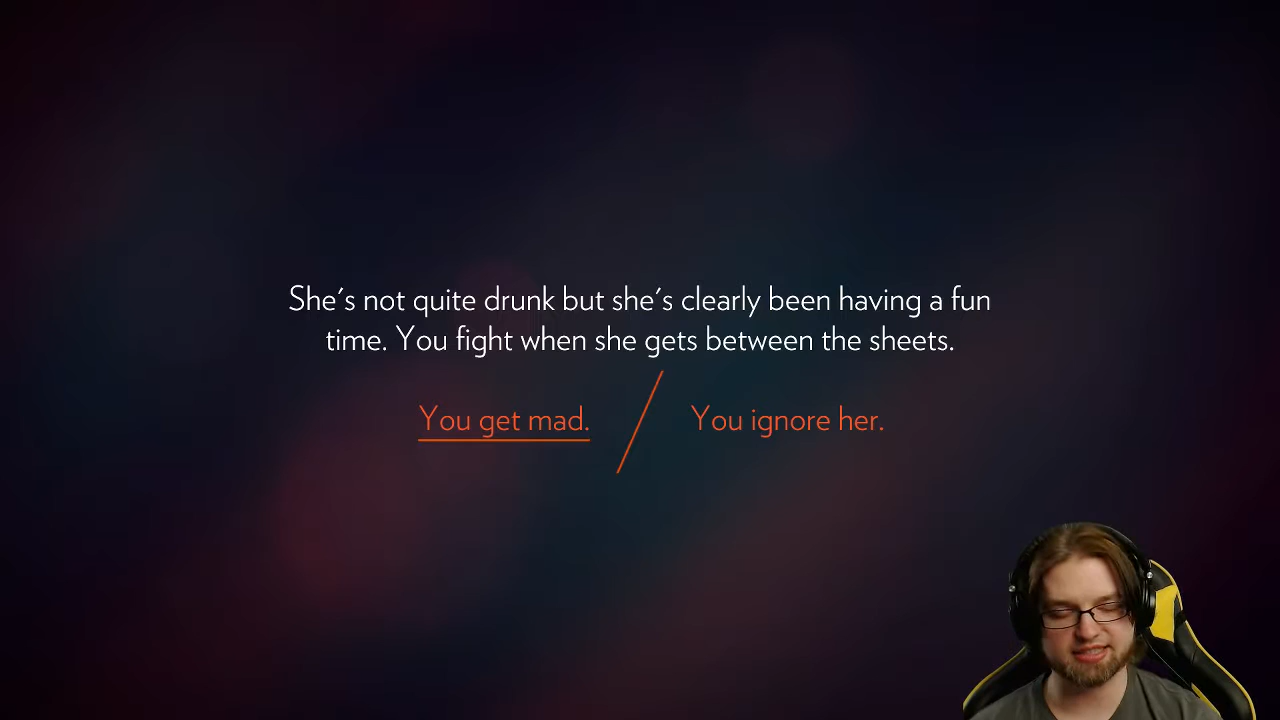 She's not quite drunk but she's clearly been having a fun
time. You fight when she gets between the sheets.
You get mad. / You ignore her.